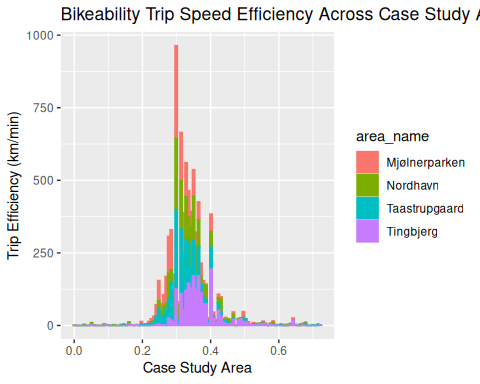 Bikeability Trip Speed Efficiency Across Case Study
1000
750
500
250
0
Trip Efficiency (km/min)
0.0 0.2 0.4 0.6
Case Study Area
area_name
Mjølnerparken
Nordhavn
Taastrupgaard
Tingbjerg